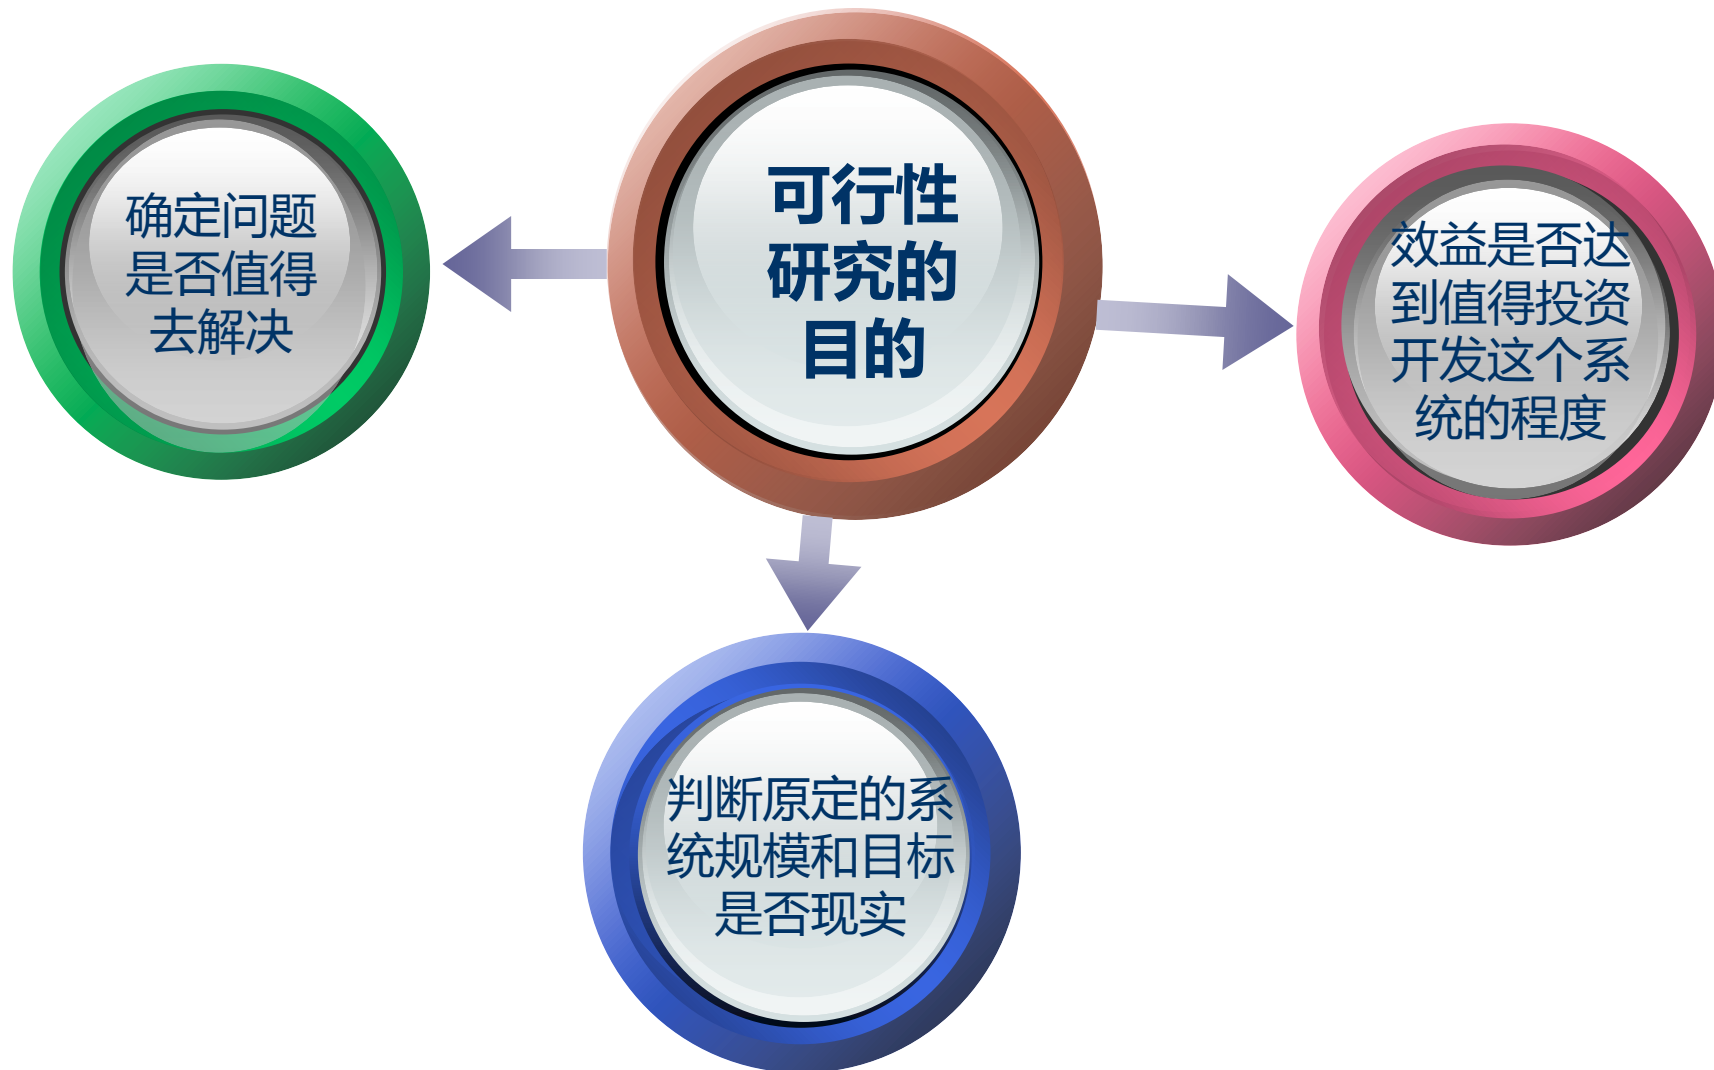 可行性
研究的
目的
确定问题
是否值得
去解决
效益是否达
到值得投资
开发这个系
统的程度
判断原定的系
统规模和目标
是否现实